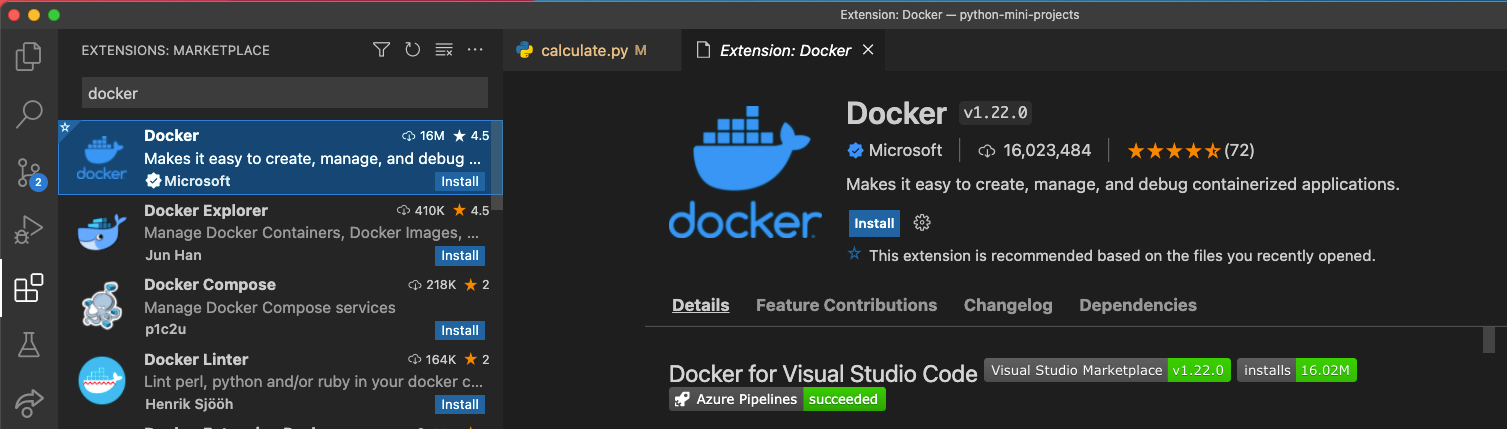 Extension: Docker — python-mini-projects
EXTENSIONS: MARKETPLACE
docker
Docker 16M 4.5
Makes it easy to create, manage, and debug ...
Microsoft Install
docker
Docker Explorer 410K 4.5
Manage Docker Containers, Docker Images, ...
Jun Han Install
Docker Compose 218K 2
Manage Docker Compose services
p1c2u Install
Docker Linter 164K 2
Lint perl, python and/or ruby in your docker c...
Henrik Sjööh Install
2
calculate.py M
Extension: Docker
docker
Docker v1.22.0
Microsoft 16,023,484 (72)
Makes it easy to create, manage, and debug containerized applications.
Install
This extension is recommended based on the files you recently opened.
Details Feature Contributions Changelog Dependencies
Docker for Visual Studio Code Visual Studio Marketplace v1.22.0 installs 16.02M
Azure Pipelines succeeded